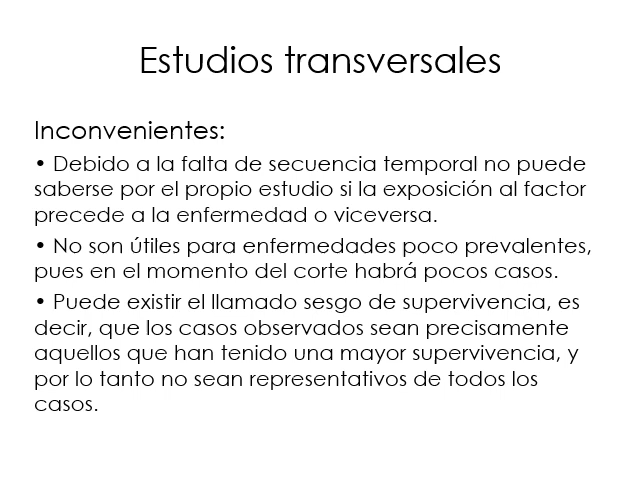 Estudios transversales
Inconvenientes:
• Debido a la falta de secuencia temporal no puede
saberse por el propio estudio si la exposición al factor
precede a la enfermedad o viceversa.
• No son útiles para enfermedades poco prevalentes,
pues en el momento del corte habrá pocos casos.
• Puede existir el llamado sesgo de supervivencia, es
decir, que los casos observados sean precisamente
aquellos que han tenido una mayor supervivencia, y
por lo tanto no sean representativos de todos los
casos.